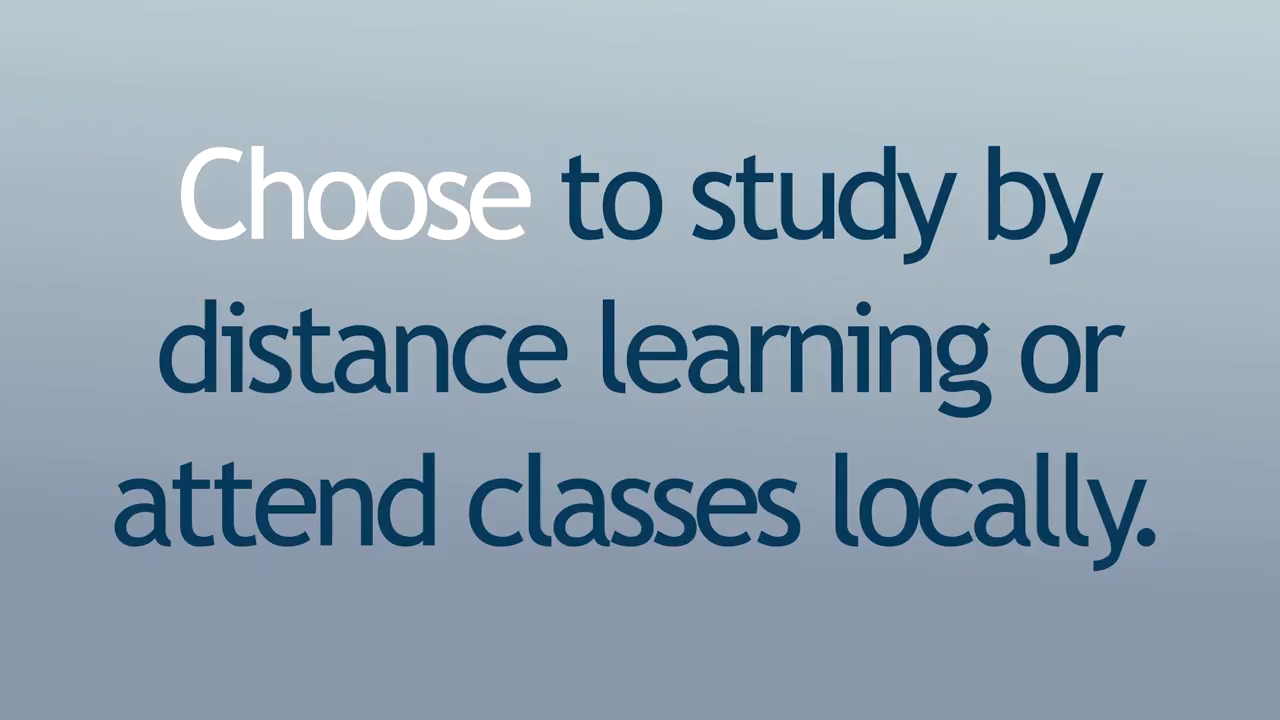 Choose to study by
distance learning or
attend classes locally.